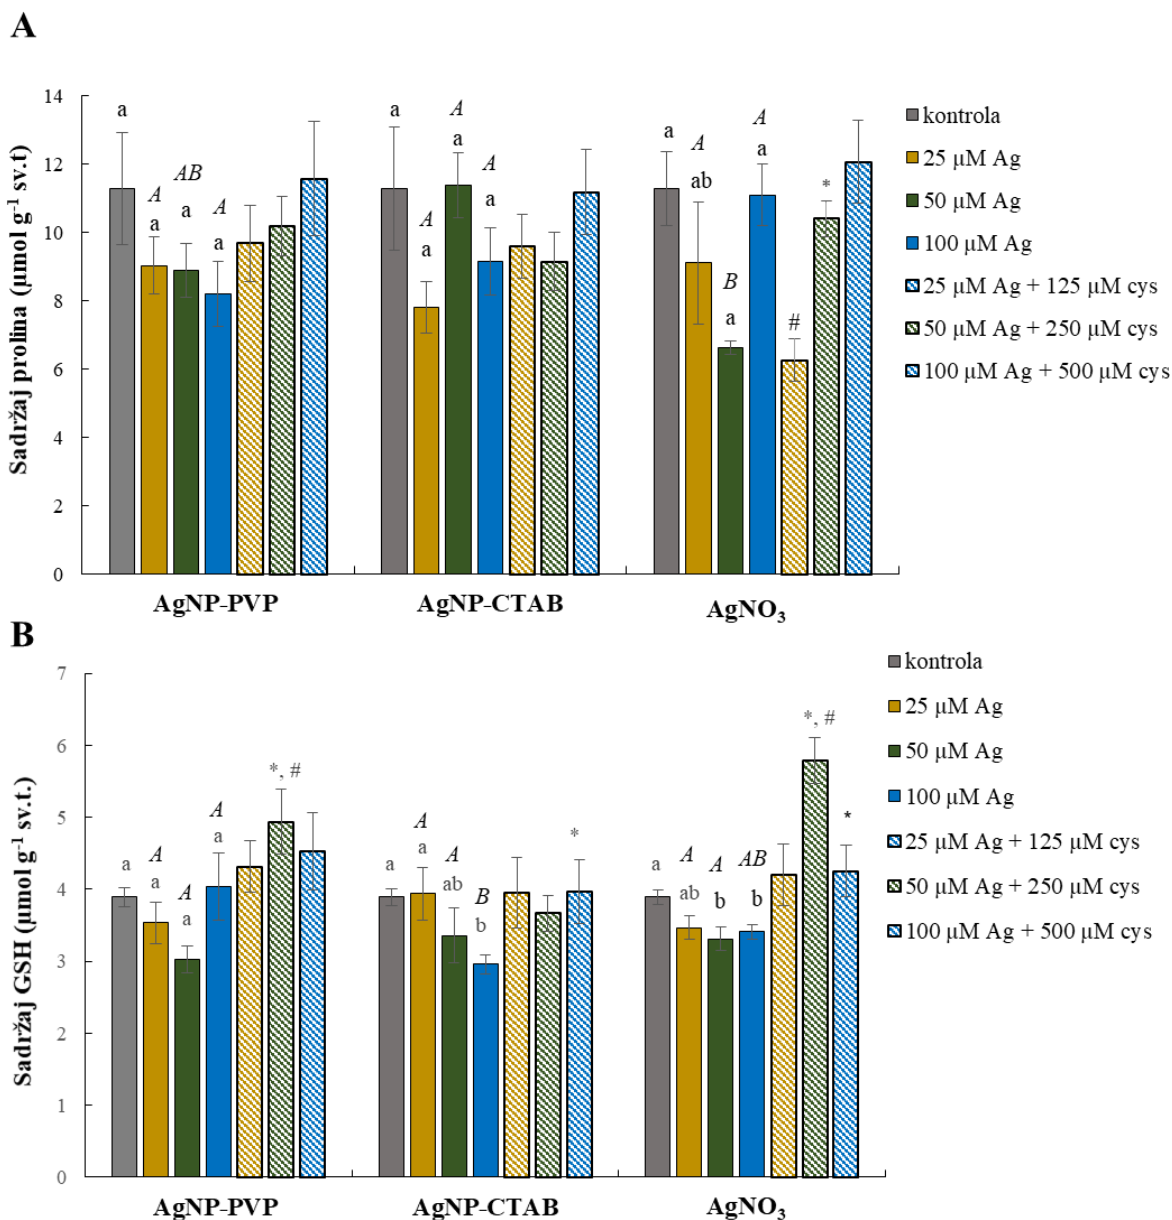 A
Sadržaj prolina (μmol g⁻¹ sv.t)
14
12
10
8
6
4
2
0
a
A
a
AB
a
A
a
a
A
a
A
a
A
a
a
A
ab
B
a
A
a
#
*
AgNP-PVP
AgNP-CTAB
AgNO₃
kontrola
25 μM Ag
50 μM Ag
100 μM Ag
25 μM Ag + 125 μM cys
50 μM Ag + 250 μM cys
100 μM Ag + 500 μM cys
B
Sadržaj GSH (μmol g⁻¹ sv.t.)
7
6
5
4
3
2
1
0
a
A
a
A
a
A
a
*, #
a
A
a
A
ab
B
b
*
a
A
ab
A
b
AB
b
*, #
*
AgNP-PVP
AgNP-CTAB
AgNO₃
kontrola
25 μM Ag
50 μM Ag
100 μM Ag
25 μM Ag + 125 μM cys
50 μM Ag + 250 μM cys
100 μM Ag + 500 μM cys